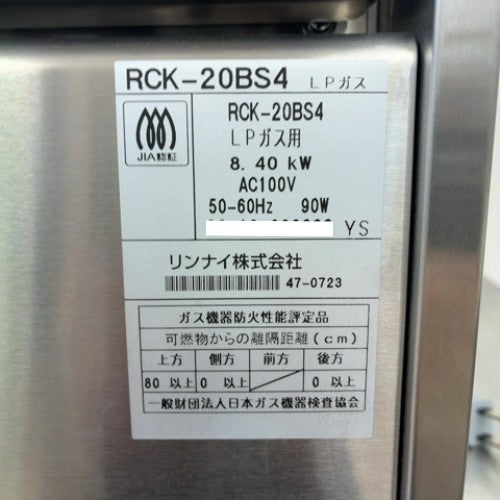 RCK-20BS4 LPガス
JIA認証
RCK-20BS4
LPガス用
8.40 kW
AC100V
50-60Hz 90W
YS
リンナイ株式会社
47-0723
ガス機器防火性能評定品
可燃物からの離隔距離(cm)
上方 側方 前方 後方
80 以上 0 以上 0 以上
一般財団法人日本ガス機器検査協会